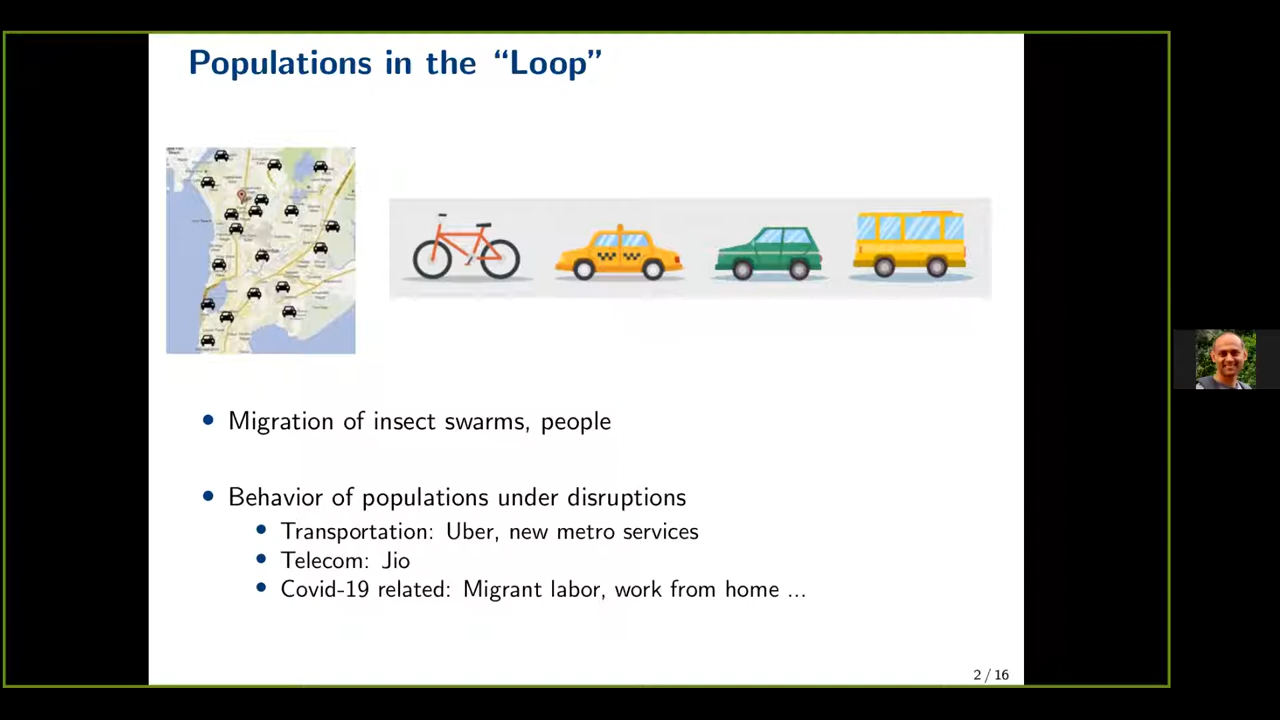 Populations in the “Loop”
Migration of insect swarms, people
Behavior of populations under disruptions
Transportation: Uber, new metro services
Telecom: Jio
Covid-19 related: Migrant labor, work from home ...
2 / 16